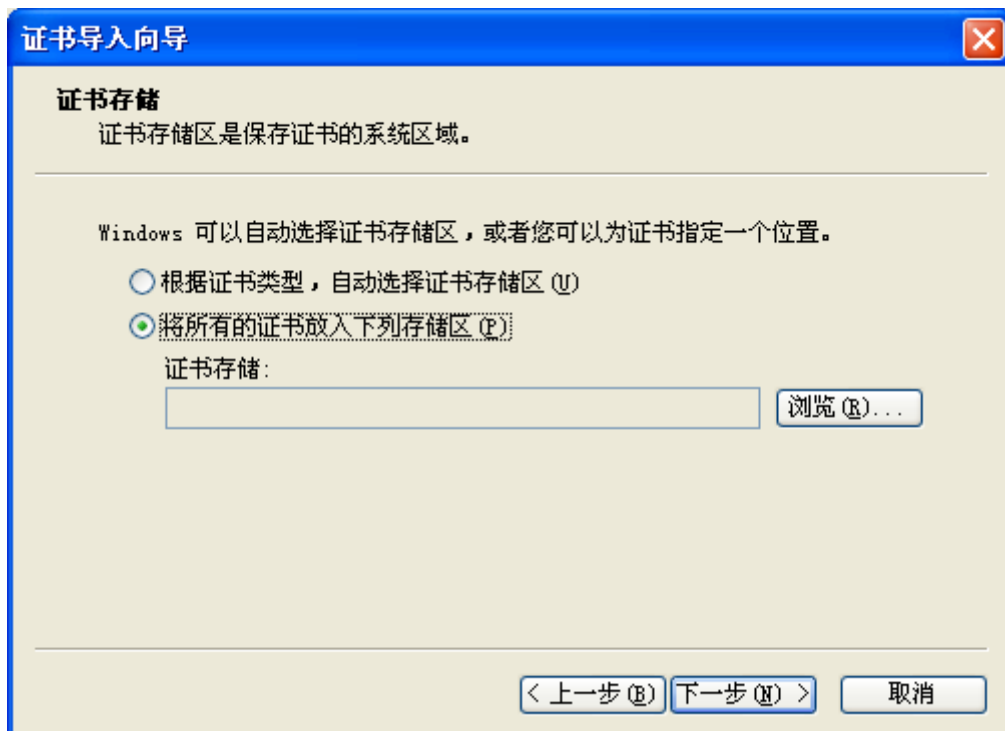 证书导入向导
证书存储
证书存储区是保存证书的系统区域。
Windows 可以自动选择证书存储区，或者您可以为证书指定一个位置。
根据证书类型，自动选择证书存储区(U)
将所有的证书放入下列存储区(P)
证书存储:
浏览(R)...
< 上一步(B) 下一步(N) > 取消